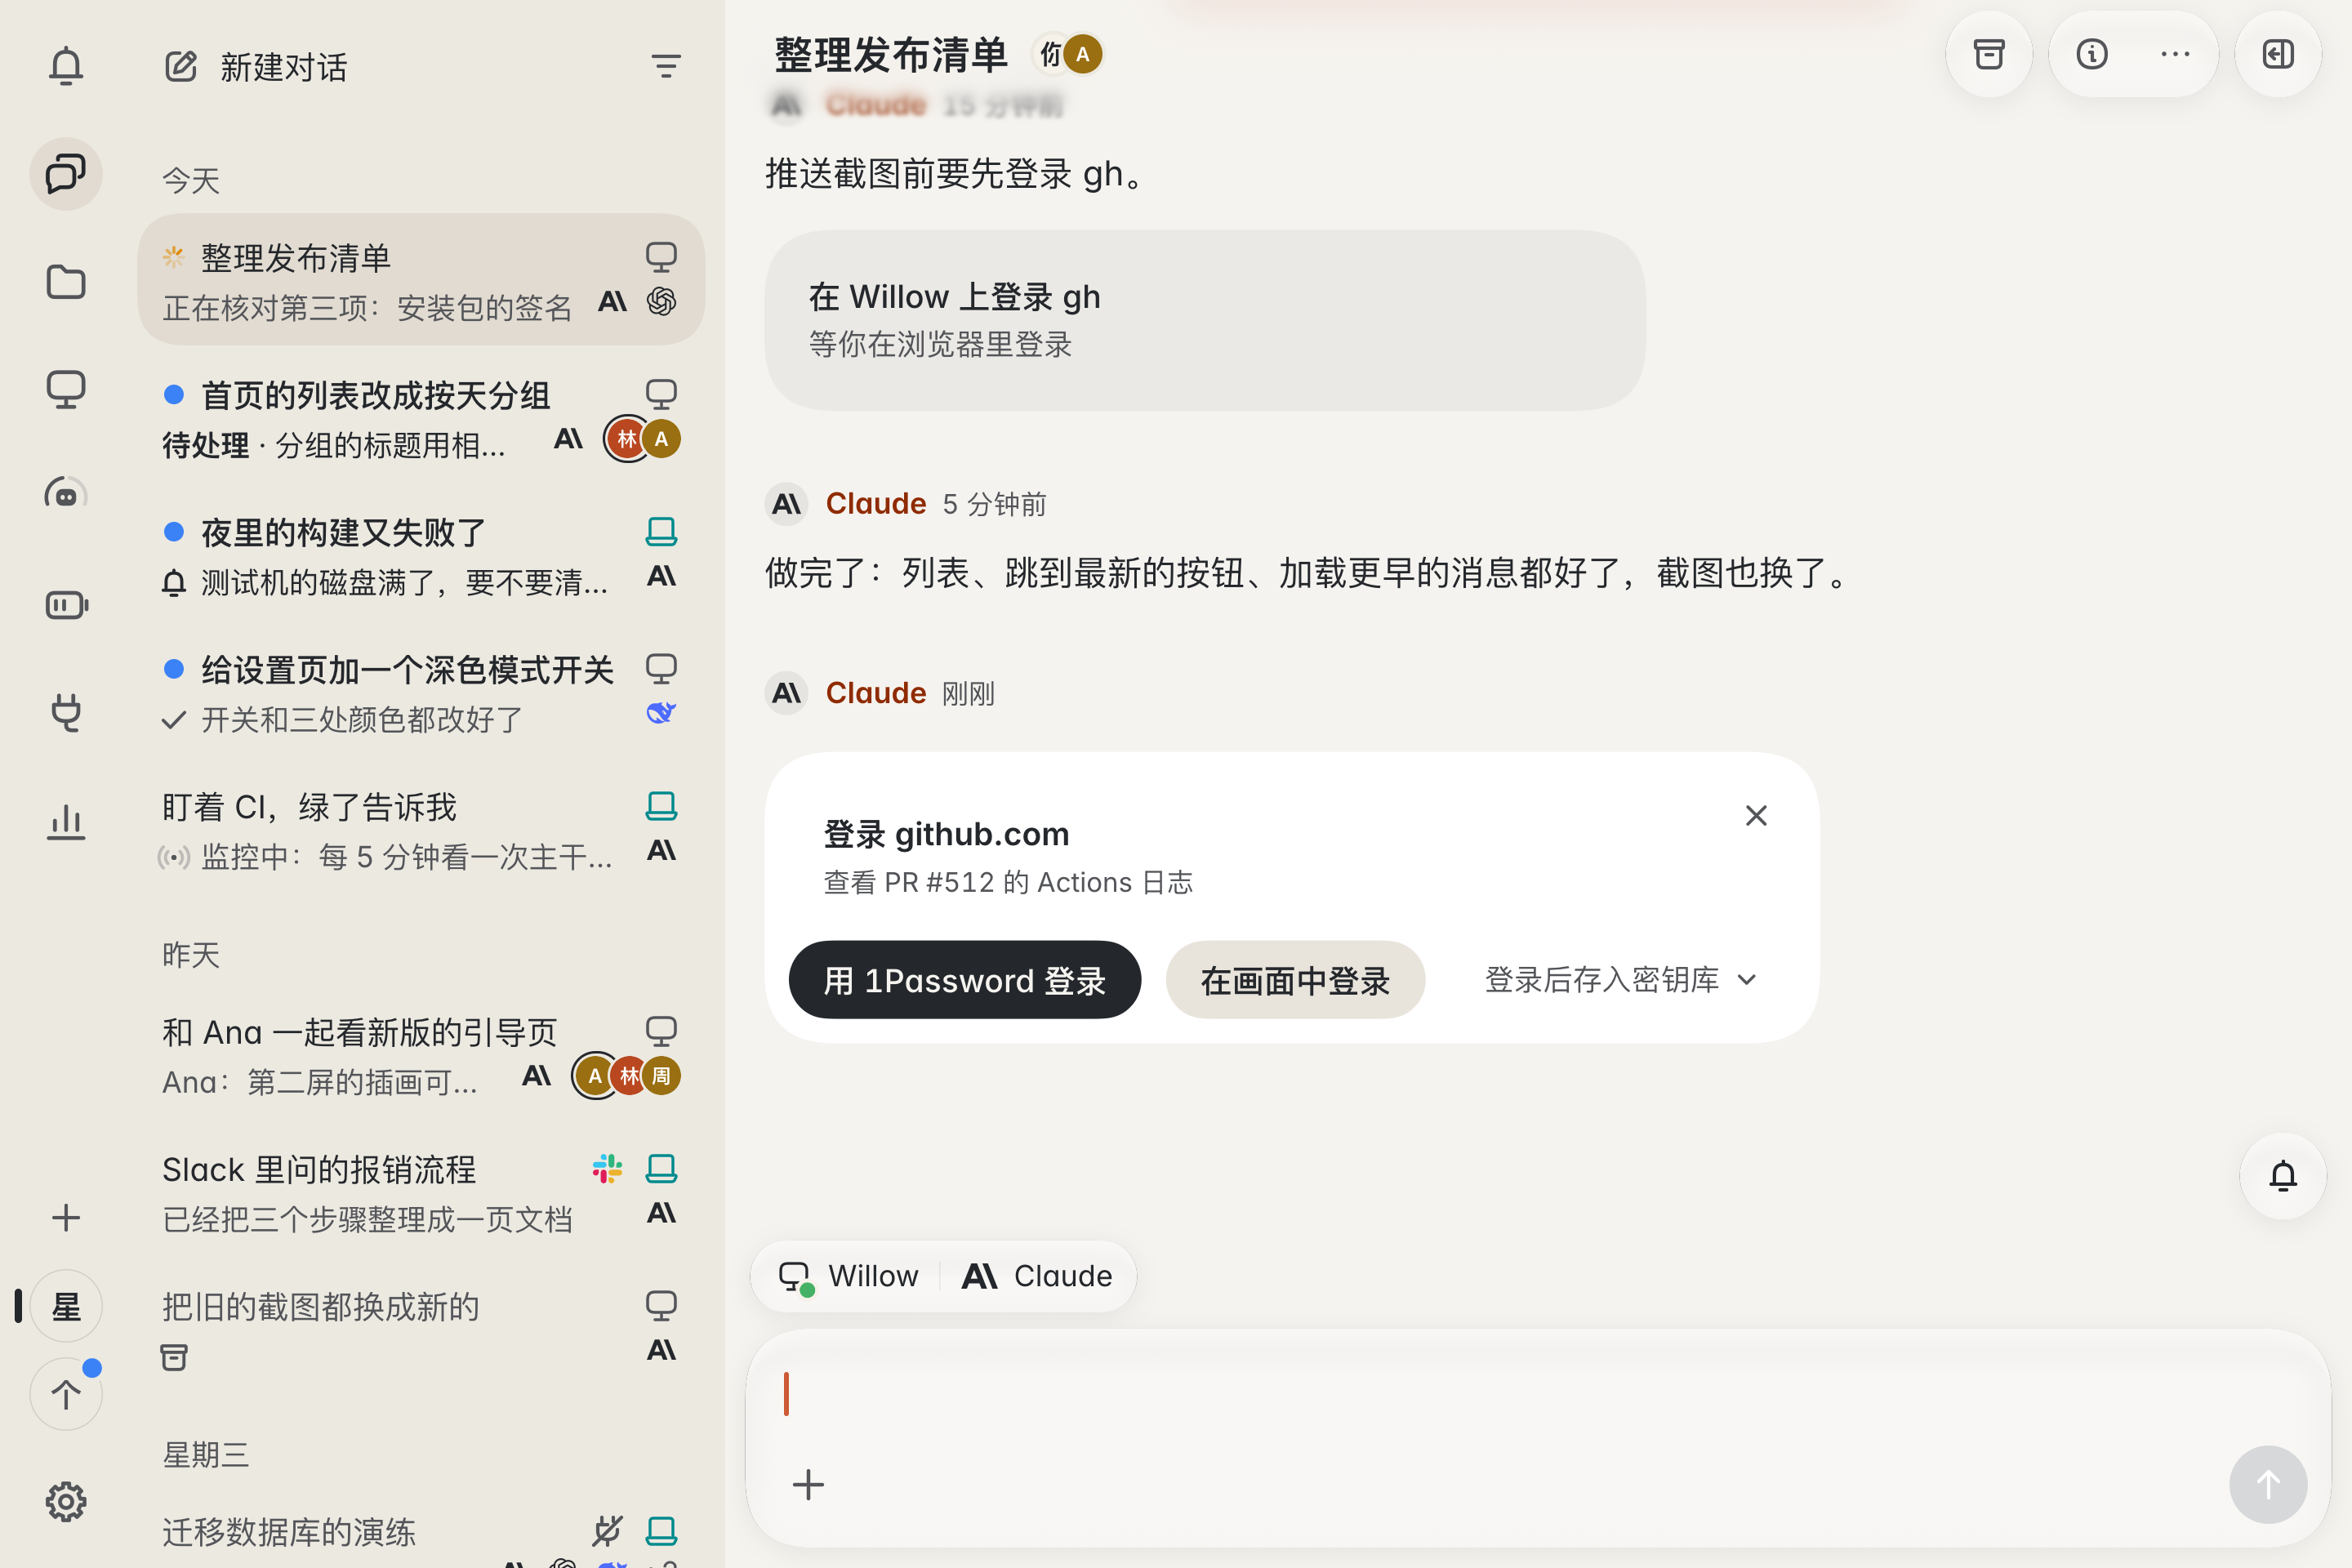 新建对话
今天
整理发布清单
正在核对第三项：安装包的签名
首页的列表改成按天分组
待处理 · 分组的标题用相...
林 A
夜里的构建又失败了
测试机的磁盘满了，要不要清...
给设置页加一个深色模式开关
开关和三处颜色都改好了
盯着 CI，绿了告诉我
监控中：每 5 分钟看一次主干...
昨天
和 Ana 一起看新版的引导页
Ana：第二屏的插画可...
A 林 周
Slack 里问的报销流程
已经把三个步骤整理成一页文档
把旧的截图都换成新的
星期三
迁移数据库的演练
星
个
整理发布清单
你 A
Claude 15 分钟前
推送截图前要先登录 gh。
在 Willow 上登录 gh
等你在浏览器里登录
Claude 5 分钟前
做完了：列表、跳到最新的按钮、加载更早的消息都好了，截图也换了。
Claude 刚刚
登录 github.com
查看 PR #512 的 Actions 日志
用 1Password 登录
在画面中登录
登录后存入密钥库
Willow
Claude